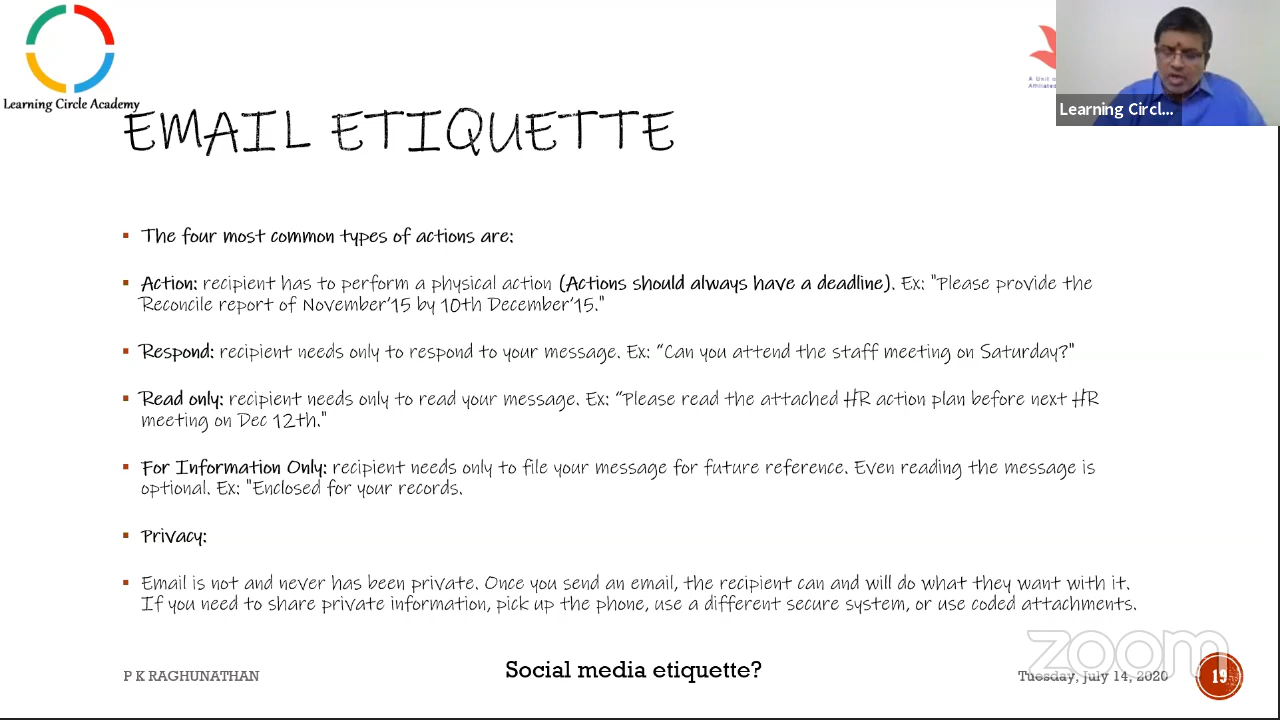 Learning Circle Academy
A Unit o
Affiliated
Learning Circl...
EMAIL ETIQUETTE
▪ The four most common types of actions are:
▪ Action: recipient has to perform a physical action (Actions should always have a deadline). Ex: "Please provide the
Reconcile report of November'15 by 10th December'15."
▪ Respond: recipient needs only to respond to your message. Ex: “Can you attend the staff meeting on Saturday?"
▪ Read only: recipient needs only to read your message. Ex: “Please read the attached HR action plan before next HR
meeting on Dec 12th."
▪ For Information Only: recipient needs only to file your message for future reference. Even reading the message is
optional. Ex: "Enclosed for your records.
▪ Privacy:
▪ Email is not and never has been private. Once you send an email, the recipient can and will do what they want with it.
If you need to share private information, pick up the phone, use a different secure system, or use coded attachments.
zoom
P K RAGHUNATHAN
Social media etiquette?
Tuesday, July 14, 2020